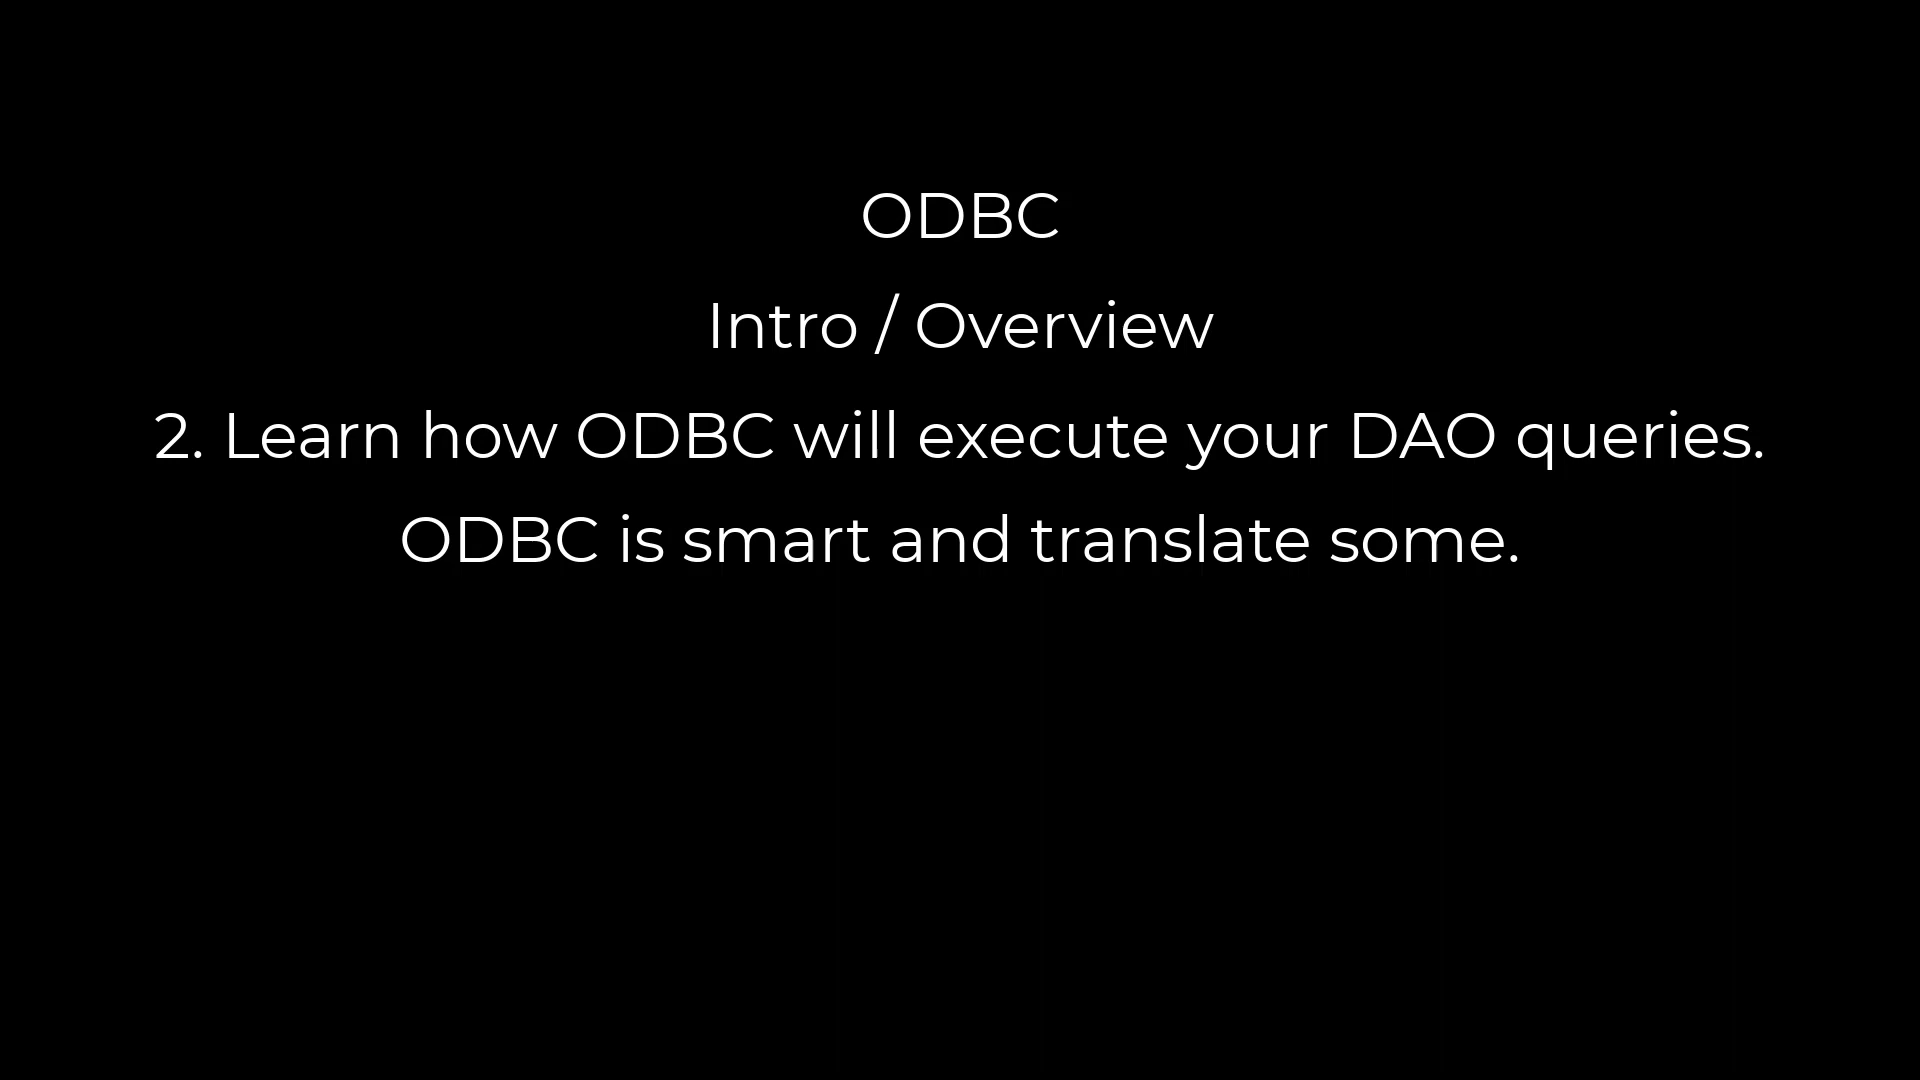 ODBC
Intro / Overview
2. Learn how ODBC will execute your DAO queries.
ODBC is smart and translate some.